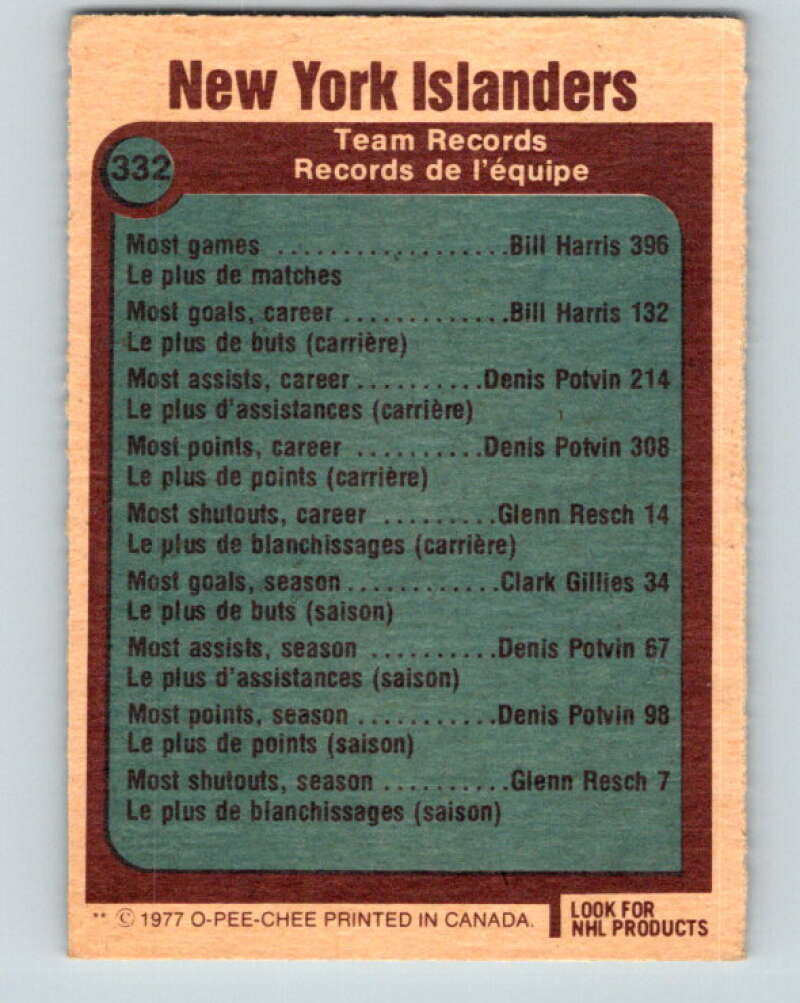 New York Islanders
332
Team Records
Records de l'équipe
Most games ..................Bill Harris 396
Le plus de matches
Most goals, career.............Bill Harris 132
Le plus de buts (carrière)
Most assists, career..........Denis Potvin 214
Le plus d'assistances (carrière)
Most points, career ..........Denis Potvin 308
Le plus de points (carrière)
Most shutouts, career .........Glenn Resch 14
Le plus de blanchissages (carrière)
Most goals, season............Clark Gillies 34
Le plus de buts (saison)
Most assists, season ..........Denis Potvin 67
Le plus d'assistances (saison)
Most points, season ...........Denis Potvin 98
Le plus de points (saison)
Most shutouts, season ..........Glenn Resch 7
Le plus de blanchissages (saison)
** © 1977 O-PEE-CHEE PRINTED IN CANADA.
LOOK FOR
NHL PRODUCTS